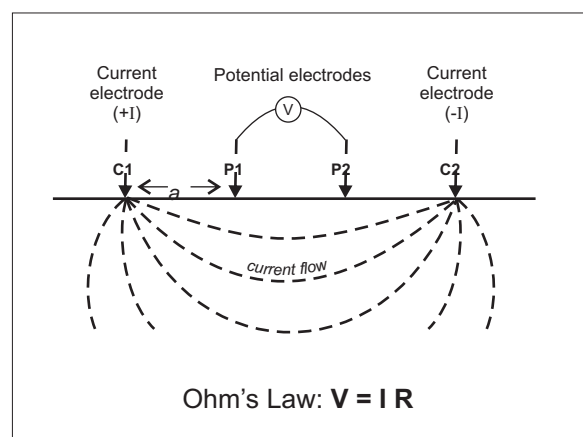 Current
electrode
(+I)
Potential electrodes
Current
electrode
(-I)
V
C1
P1
P2
C2
a
current flow
Ohm's Law: V = I R